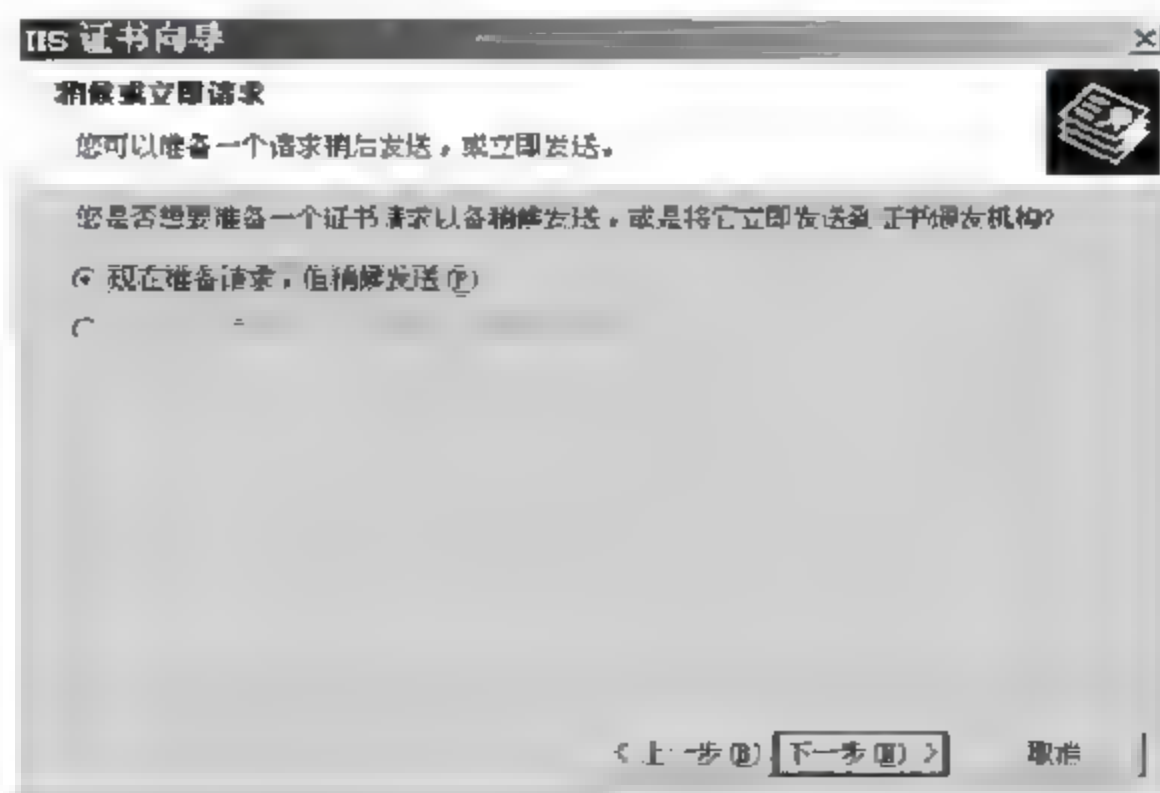 IIS 证书向导
稍候或立即请求
您可以准备一个请求稍后发送，或立即发送。
您是否想要准备一个证书请求以备稍候发送，或是将它立即发送到证书颁发机构?
现在准备请求，但稍候发送(P)
< 上一步(B) 下一步(N) > 取消